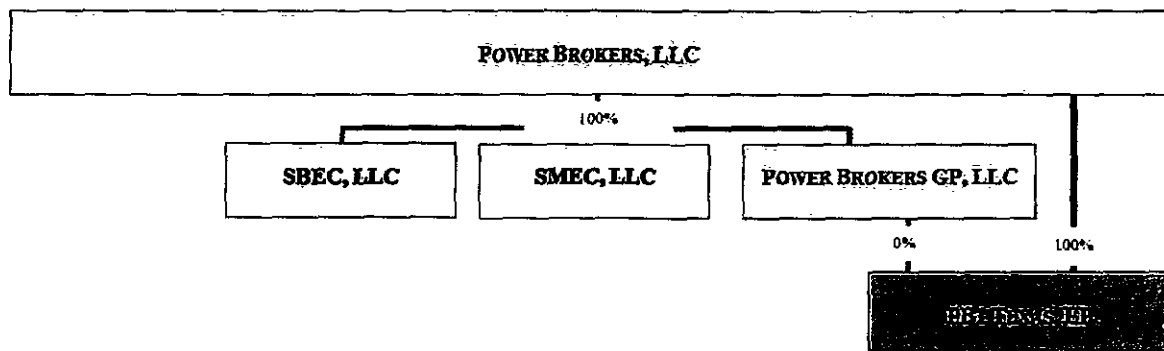 POWER BROKERS, LLC
100%
SBEC, LLC
SMEC, LLC
POWER BROKERS GP, LLC
0%
100%